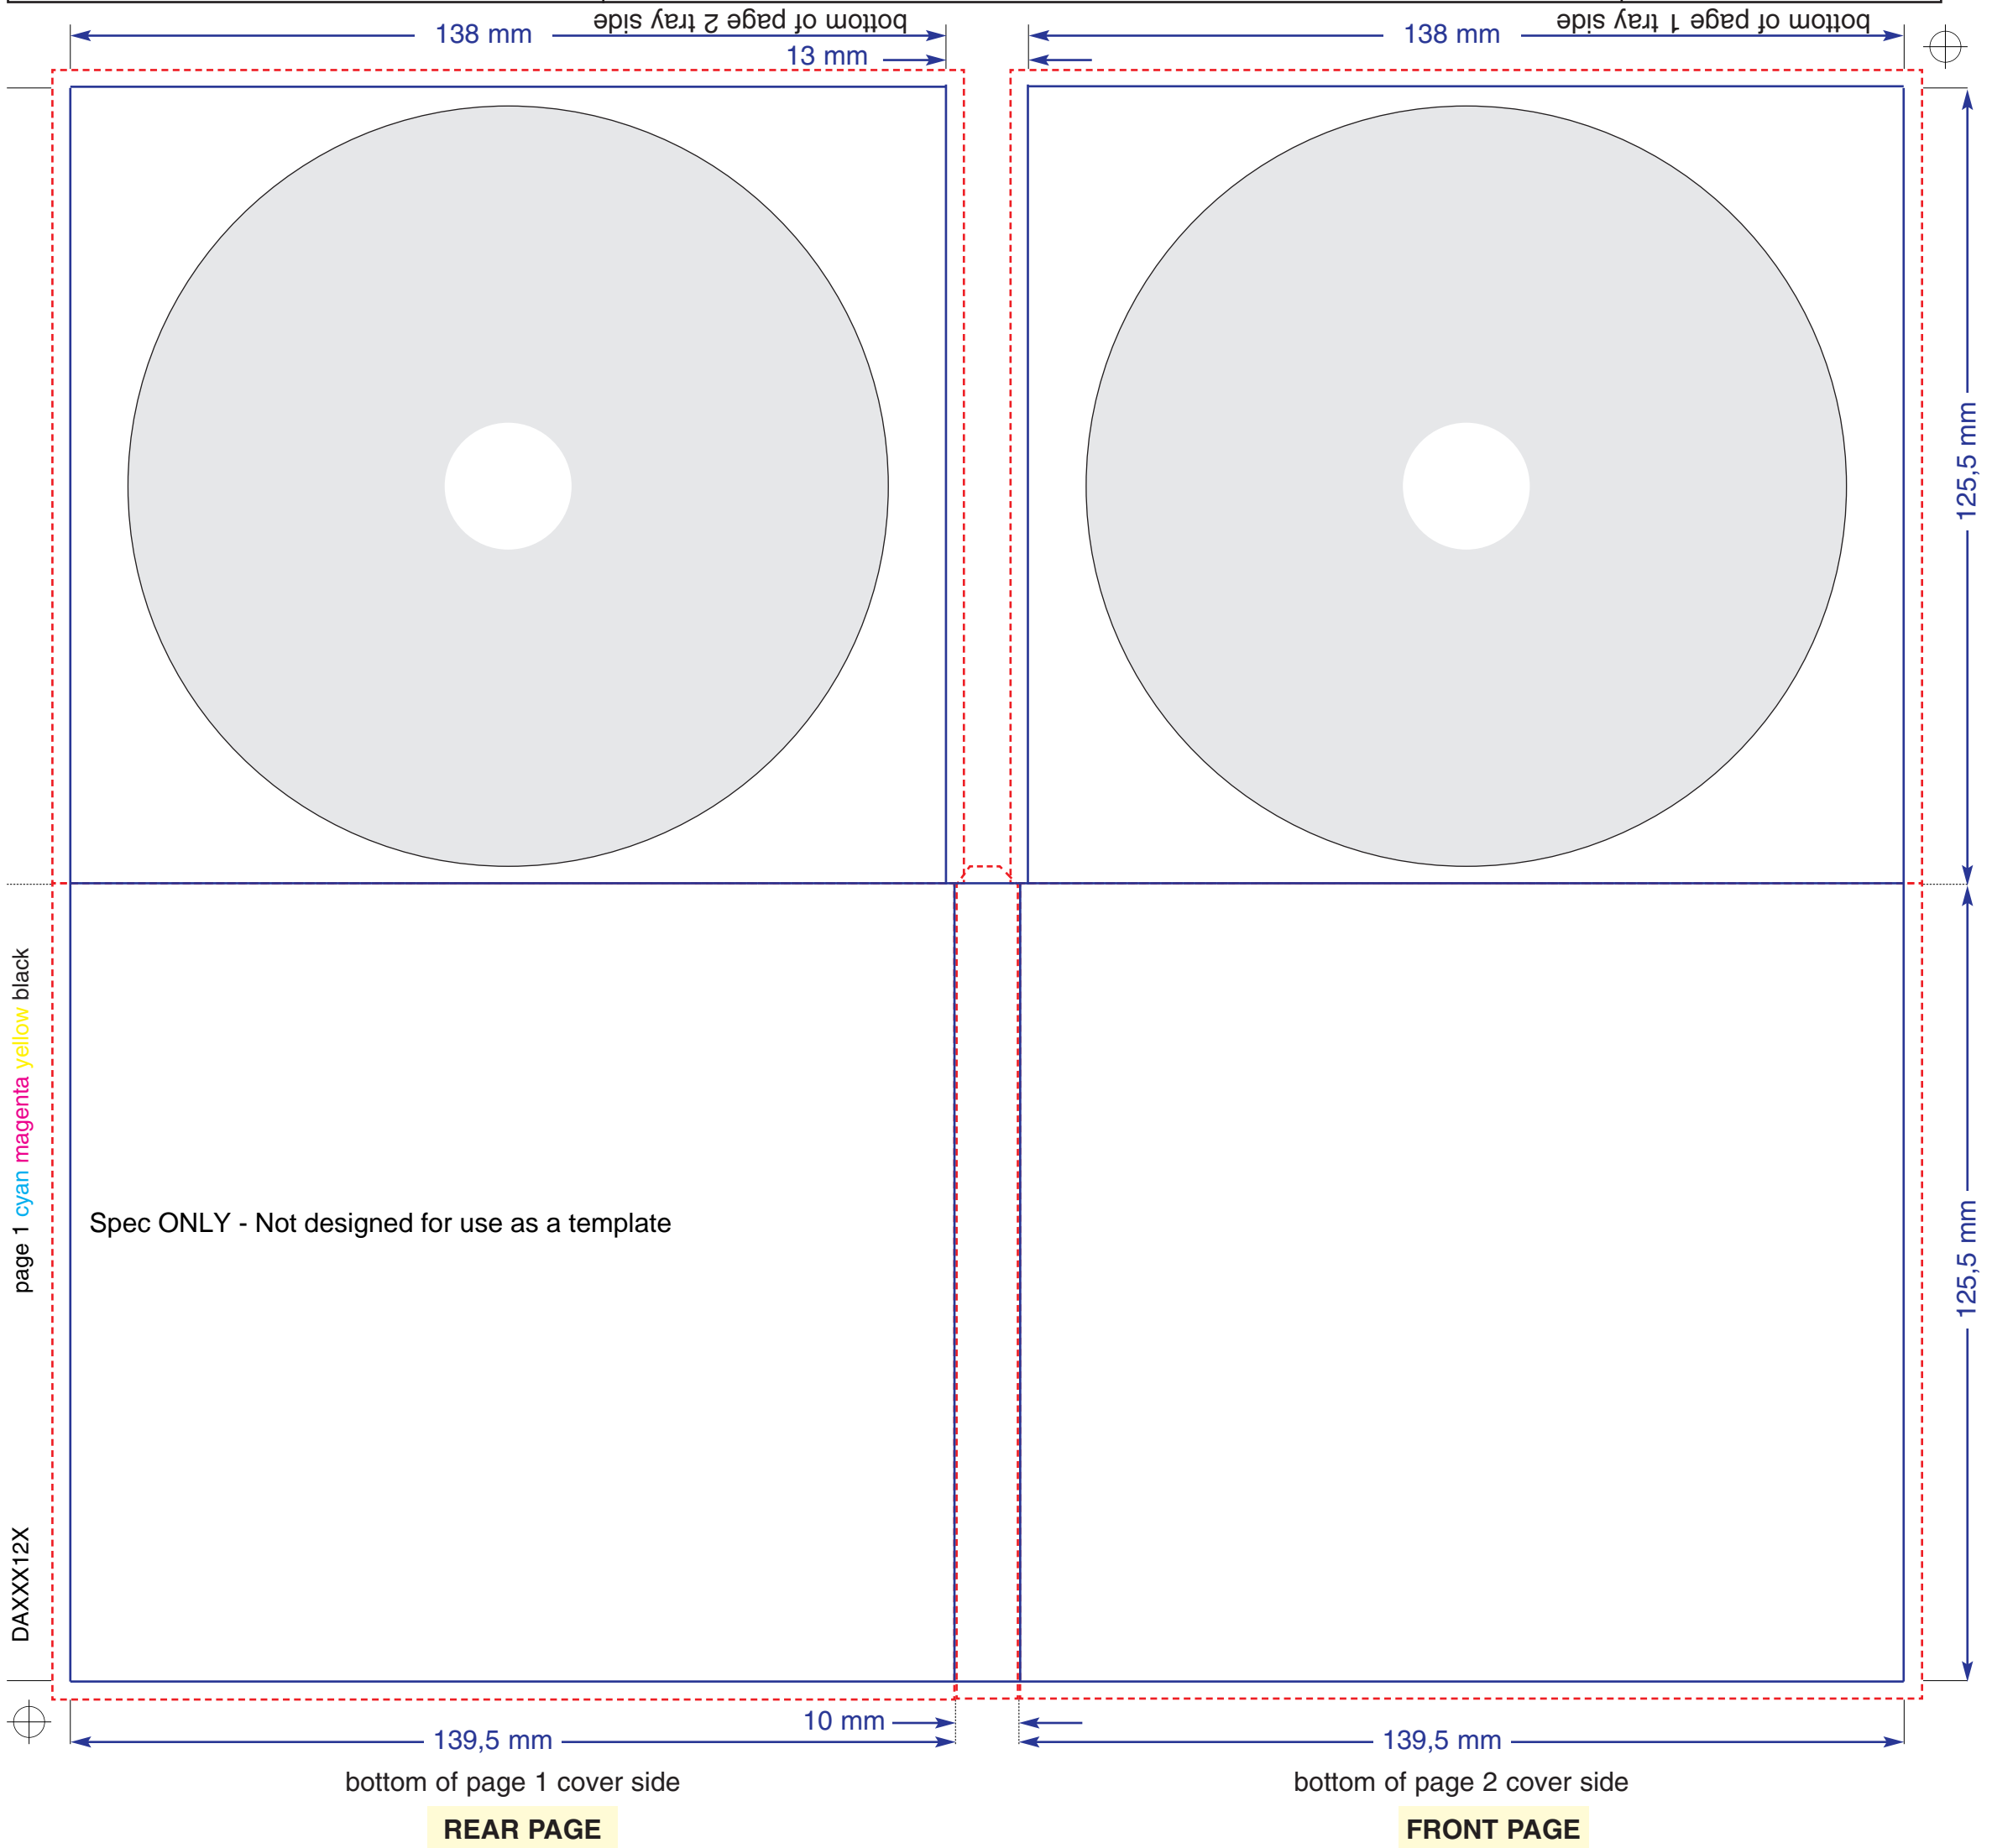 bottom of page 2 tray side
bottom of page 1 tray side
138 mm
138 mm
13 mm
125,5 mm
page 1 cyan magenta yellow black
Spec ONLY - Not designed for use as a template
125,5 mm
DAXXX12X
10 mm
139,5 mm
139,5 mm
bottom of page 1 cover side
bottom of page 2 cover side
REAR PAGE
FRONT PAGE